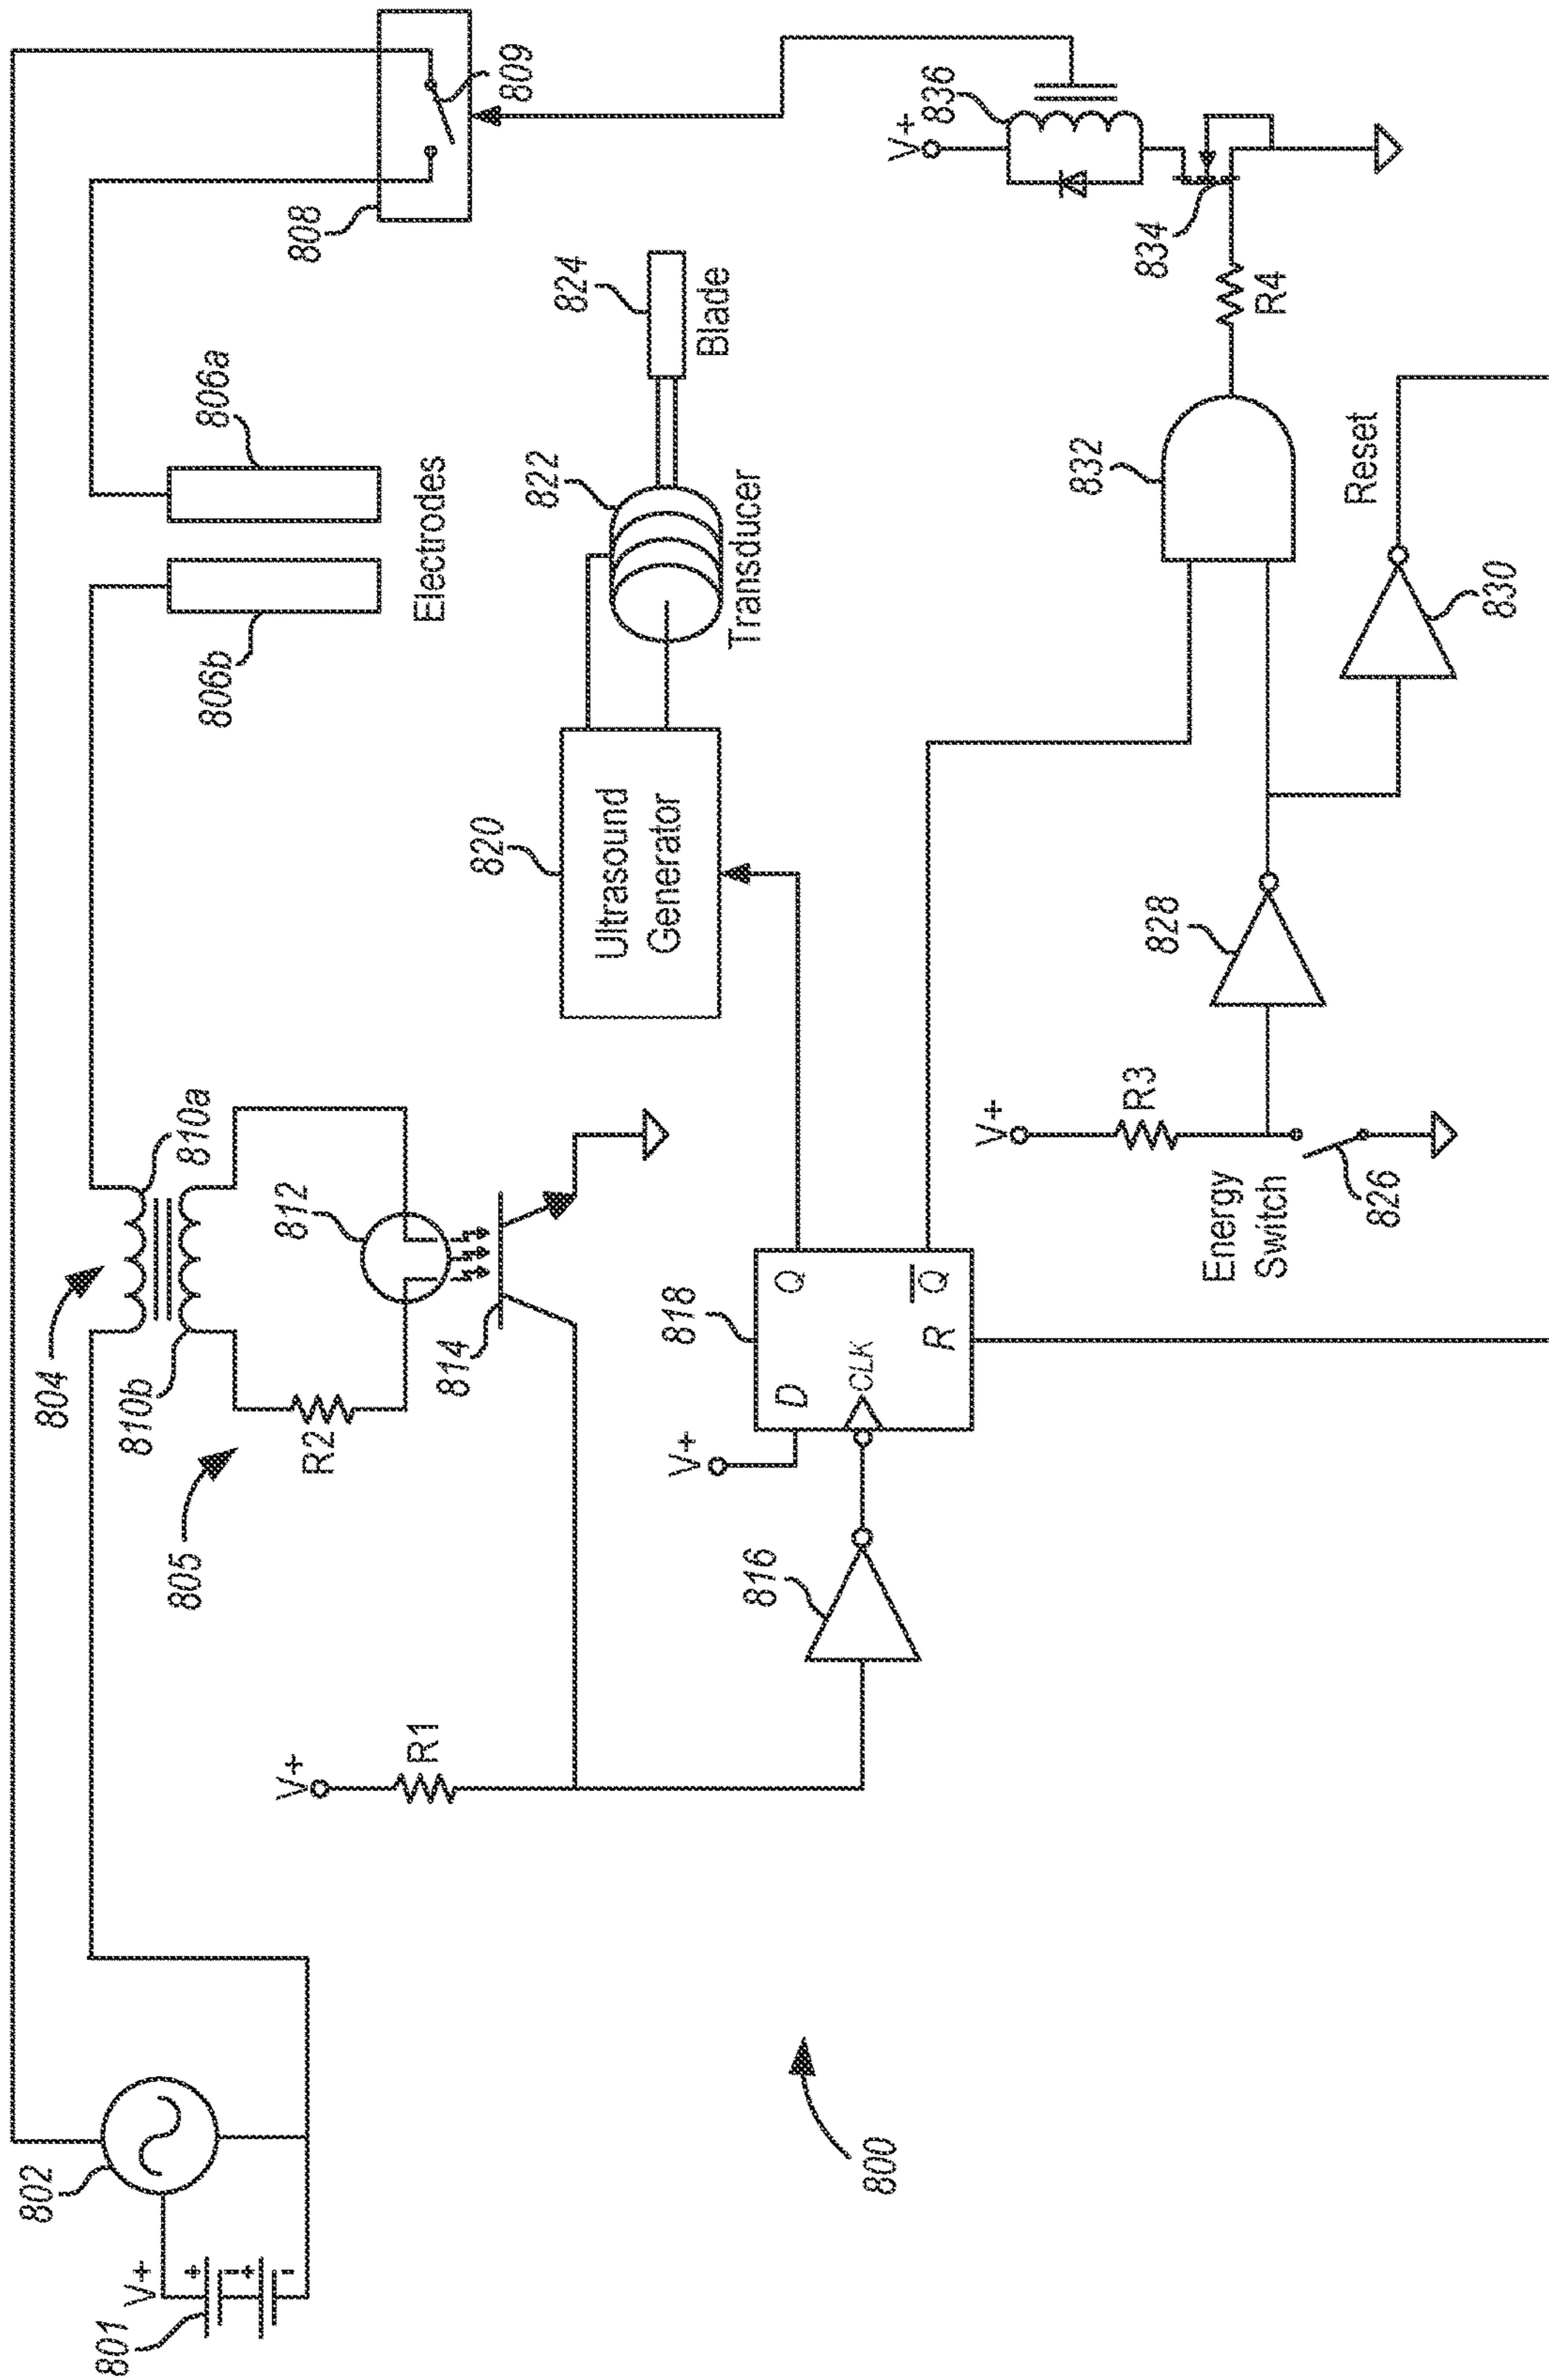 801
V+
+
-
+
-
802
804
810a
810b
805
R2
812
814
V+
R1
816
V+
818
D
Q
CLK
R
Q
806b
806a
Electrodes
808
809
820
Ultrasound
Generator
822
Transducer
824
Blade
V+
R3
Energy
Switch
826
828
830
Reset
832
R4
834
V+
836
800